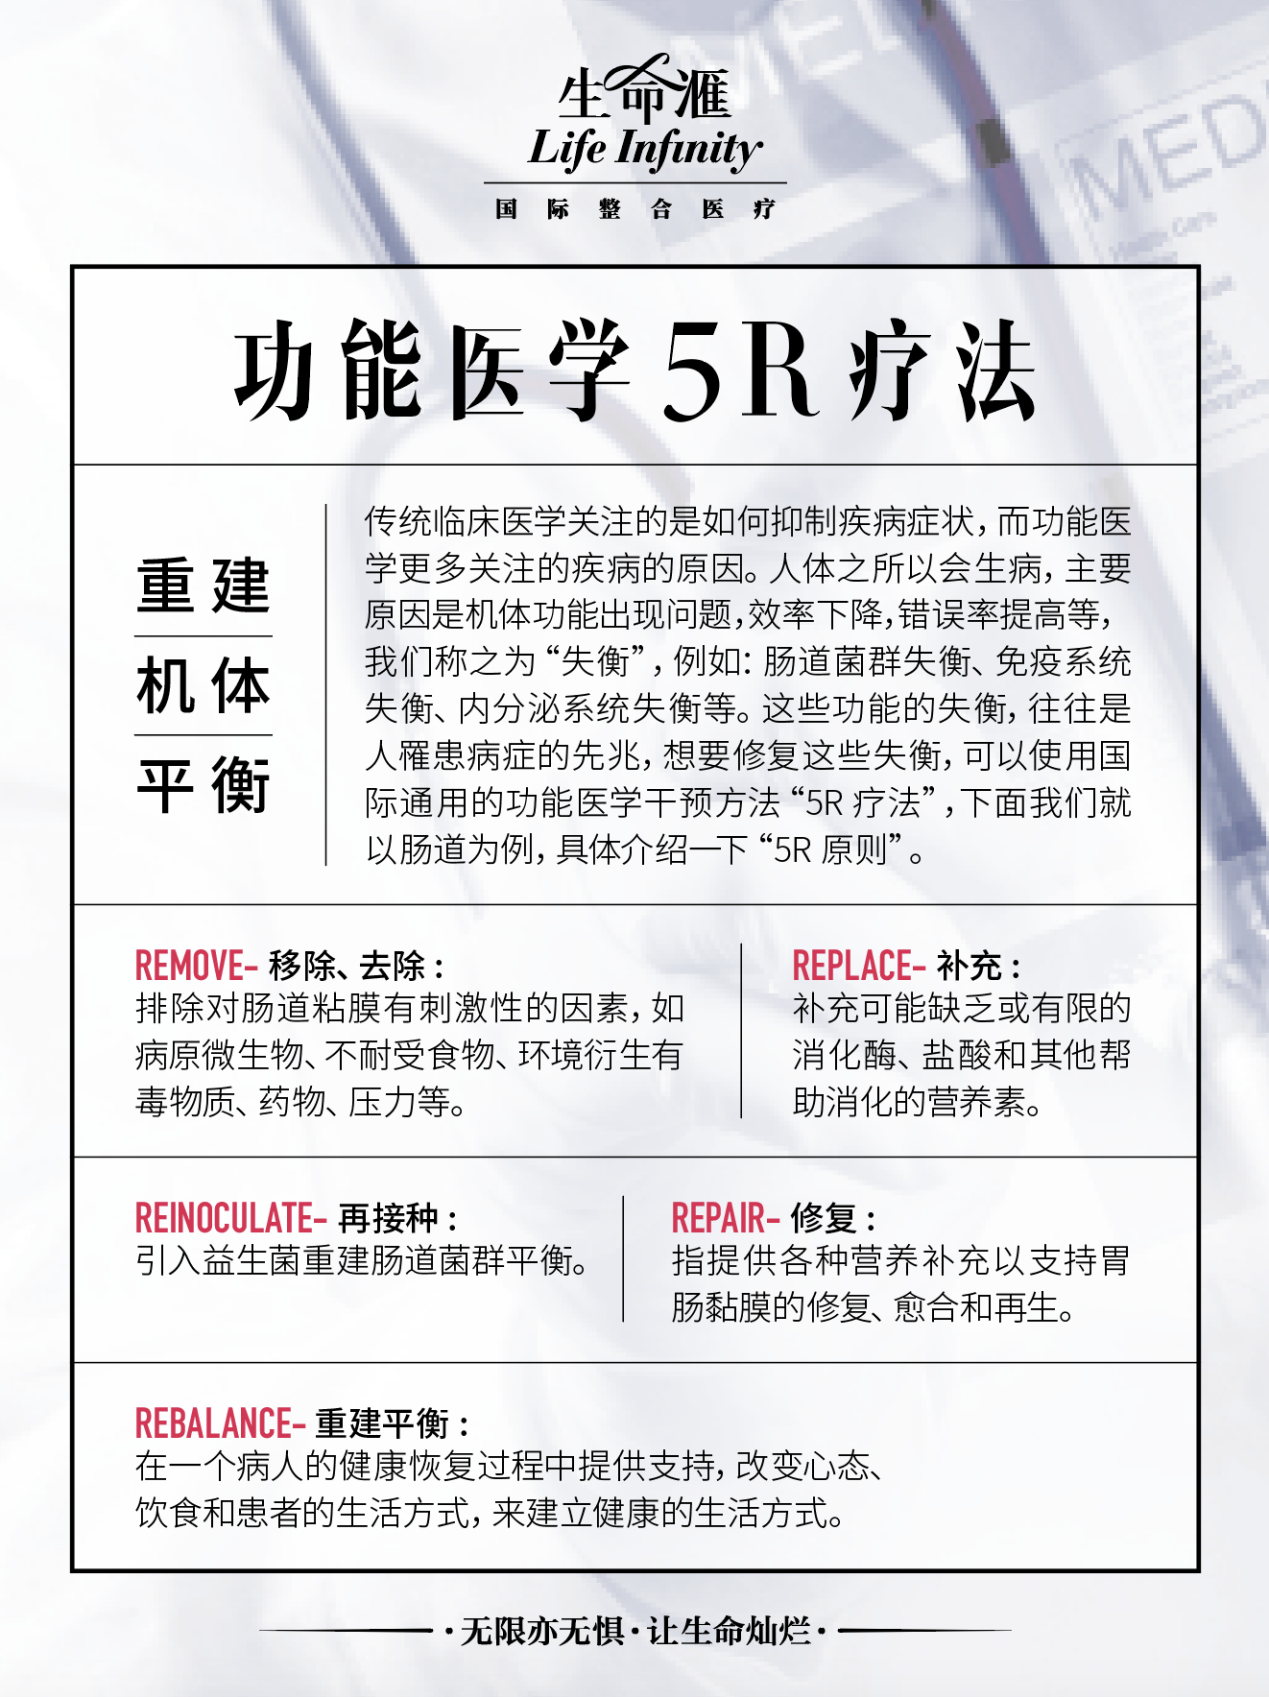 生命滙
Life Infinity
国际整合医疗
功能医学5R疗法
重建
机体
平衡
传统临床医学关注的是如何抑制疾病症状，而功能医
学更多关注的疾病的原因。人体之所以会生病，主要
原因是机体功能出现问题，效率下降，错误率提高等，
我们称之为“失衡”，例如：肠道菌群失衡、免疫系统
失衡、内分泌系统失衡等。这些功能的失衡，往往是
人罹患病症的先兆，想要修复这些失衡，可以使用国
际通用的功能医学干预方法“5R 疗法”，下面我们就
以肠道为例，具体介绍一下“5R 原则”。
REMOVE- 移除、去除：
排除对肠道粘膜有刺激性的因素，如
病原微生物、不耐受食物、环境衍生有
毒物质、药物、压力等。
REPLACE- 补充：
补充可能缺乏或有限的
消化酶、盐酸和其他帮
助消化的营养素。
REINOCULATE- 再接种：
引入益生菌重建肠道菌群平衡。
REPAIR- 修复：
指提供各种营养补充以支持胃
肠黏膜的修复、愈合和再生。
REBALANCE- 重建平衡：
在一个病人的健康恢复过程中提供支持，改变心态、
饮食和患者的生活方式，来建立健康的生活方式。
·无限亦无惧·让生命灿烂·
MED
MED